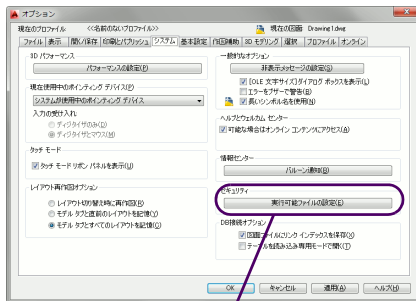 オプション
現在のプロファイル <<名前のないプロファイル>> 現在の図面 Drawing1.dwg
ファイル 表示 開く/保存 印刷とパブリッシュ システム 基本設定 作図補助 3D モデリング 選択 プロファイル オンライン
3D パフォーマンス
パフォーマンスの設定(P)
現在使用中のポインティング デバイス(P)
システムが使用中のポインティング デバイス
入力の受け入れ
ディジタイザのみ(D)
ディジタイザとマウス(M)
タッチ モード
タッチ モード リボン パネルを表示(U)
レイアウト再作図オプション
レイアウト切り替え時に再作図(R)
モデル タブと直前のレイアウトを記憶(Y)
モデル タブとすべてのレイアウトを記憶(G)
一般的なオプション
非表示メッセージの設定(S)
[OLE 文字サイズ]ダイアログ ボックスを表示(L)
エラーをブザーで警告(B)
長いシンボル名を使用(N)
ヘルプとウェルカム センター
可能な場合はオンライン コンテンツにアクセス(A)
情報センター
バルーン通知(B)
セキュリティ
実行可能ファイルの設定(E)
DB接続オプション
図面ファイルにリンク インデックスを保存(X)
テーブルを読み込み専用モードで開く(T)
OK キャンセル 適用(A) ヘルプ(H)